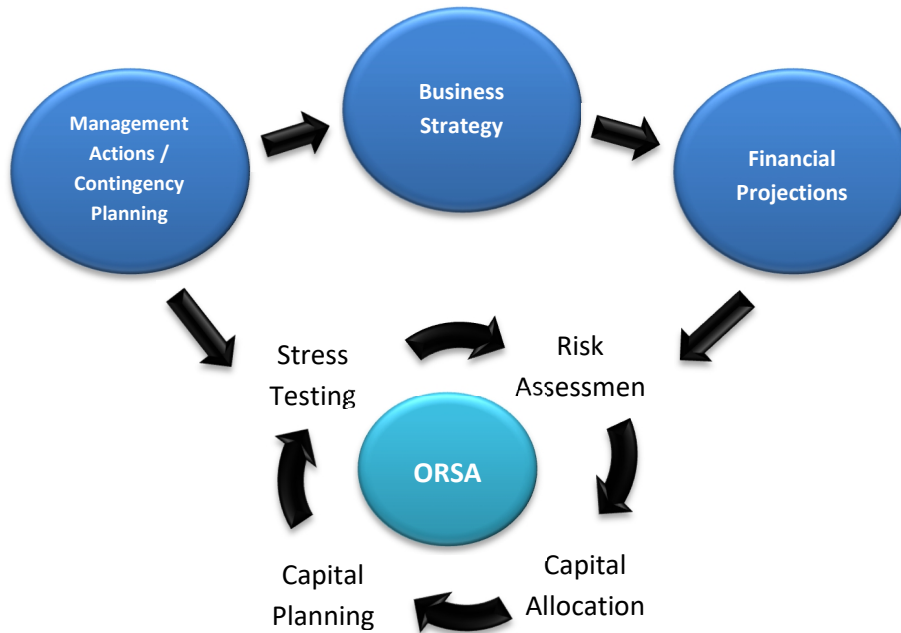 Management
Actions /
Contingency
Planning
Business
Strategy
Financial
Projections
Stress
Testing
Risk
Assessmen
ORSA
Capital
Planning
Capital
Allocation